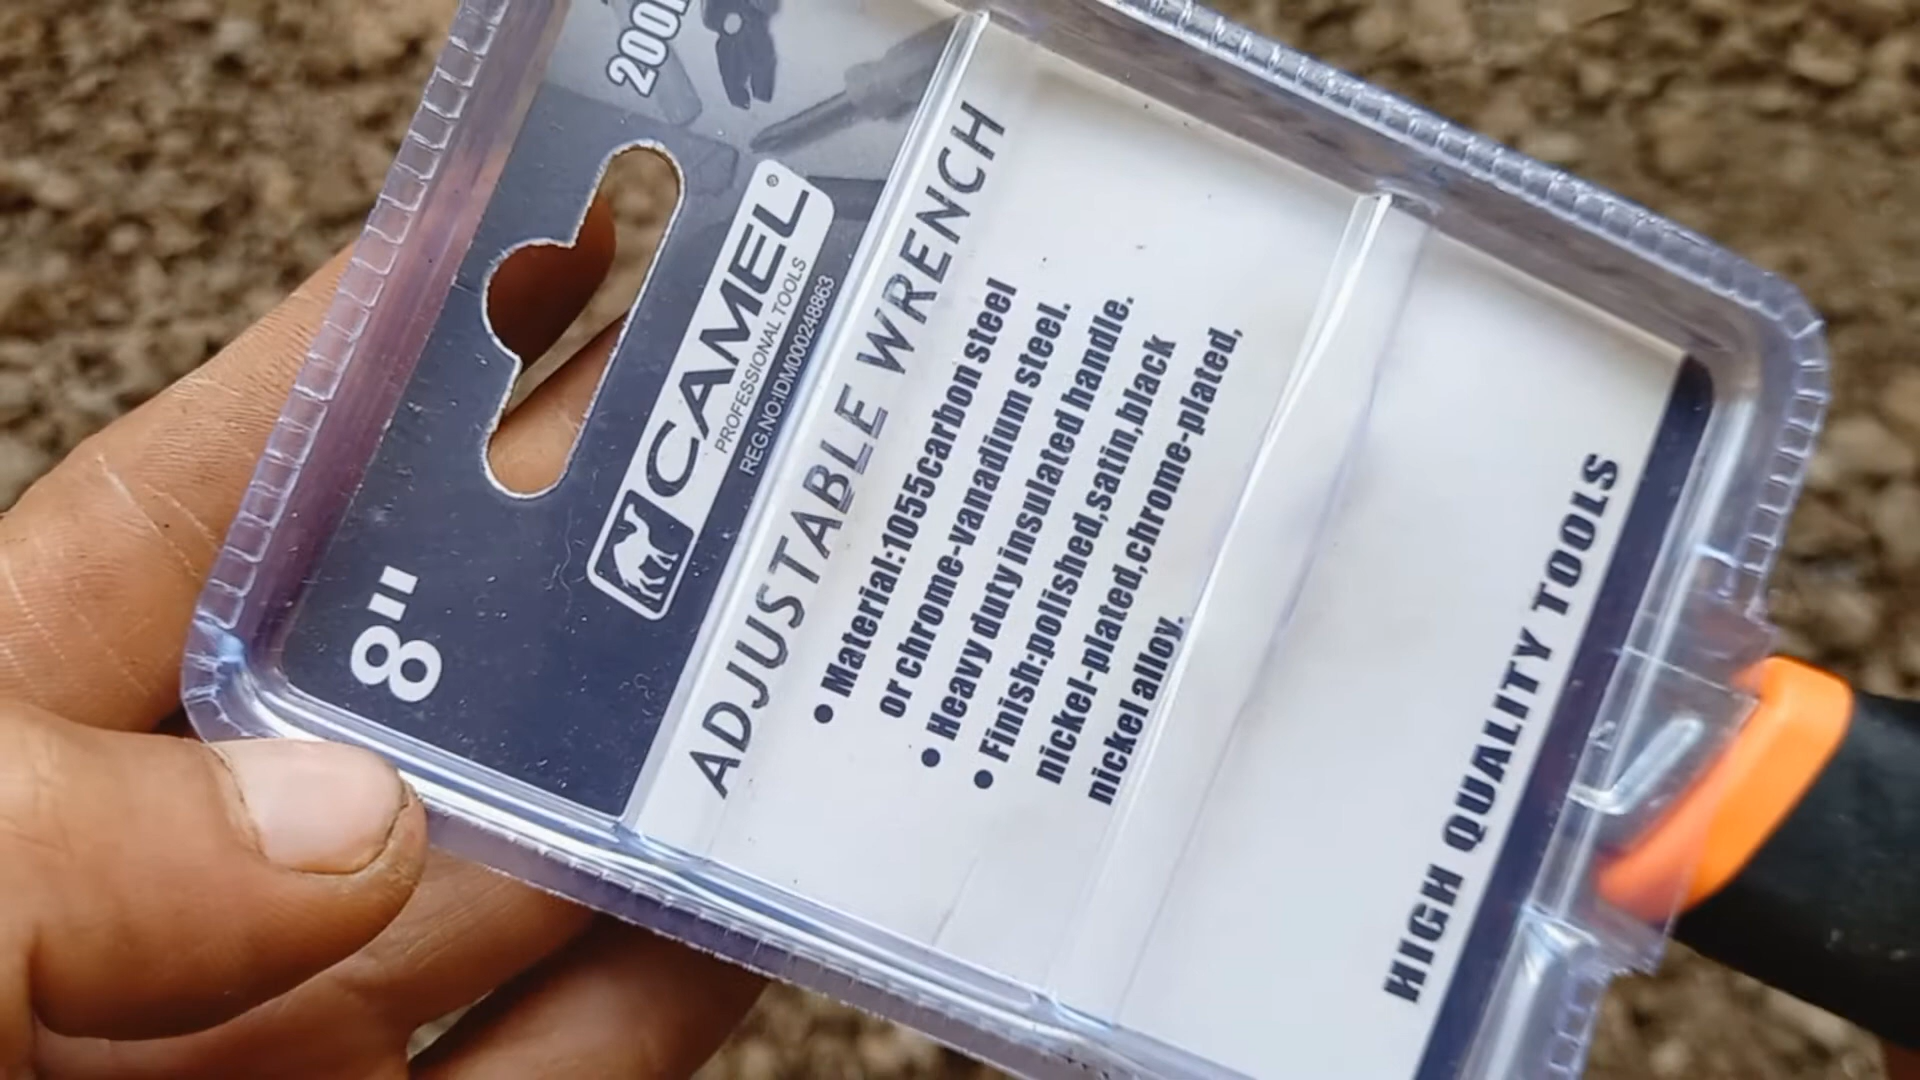 8"
CAMEL®
PROFESSIONAL TOOLS
REG.NO:IDM000248863
ADJUSTABLE WRENCH
• Material:1055carbon steel
or chrome-vanadium steel.
• Heavy duty insulated handle.
• Finish:polished,satin,black
nickel-plated,chrome-plated,
nickel alloy.
HIGH QUALITY TOOLS